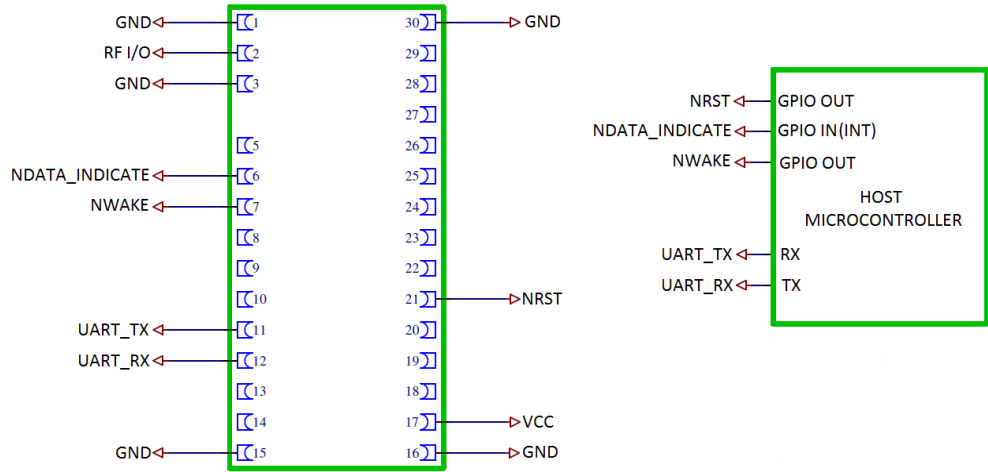 GND 1 30 GND
RF I/O 2 29
GND 3 28
27
5 26
NDATA_INDICATE 6 25
NWAKE 7 24
8 23
9 22
10 21 NRST
UART_TX 11 20
UART_RX 12 19
13 18
14 17 VCC
GND 15 16 GND
NRST GPIO OUT
NDATA_INDICATE GPIO IN(INT)
NWAKE GPIO OUT
HOST
MICROCONTROLLER
UART_TX RX
UART_RX TX